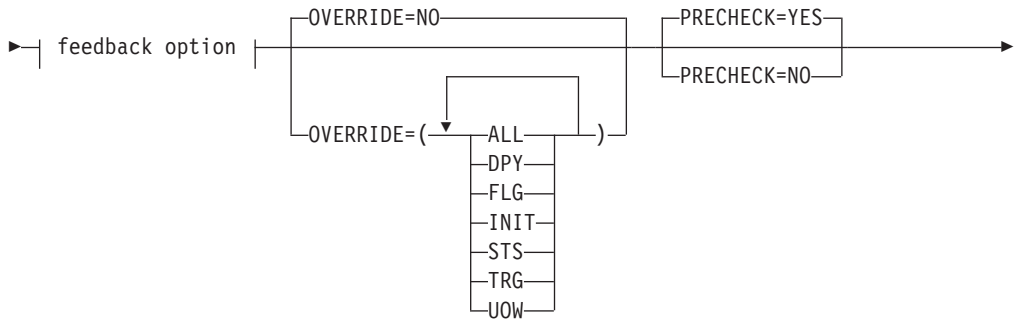 OVERRIDE=NO
PRECHECK=YES
feedback option
PRECHECK=NO
OVERRIDE=(
ALL
)
DPY
FLG
INIT
STS
TRG
UOW